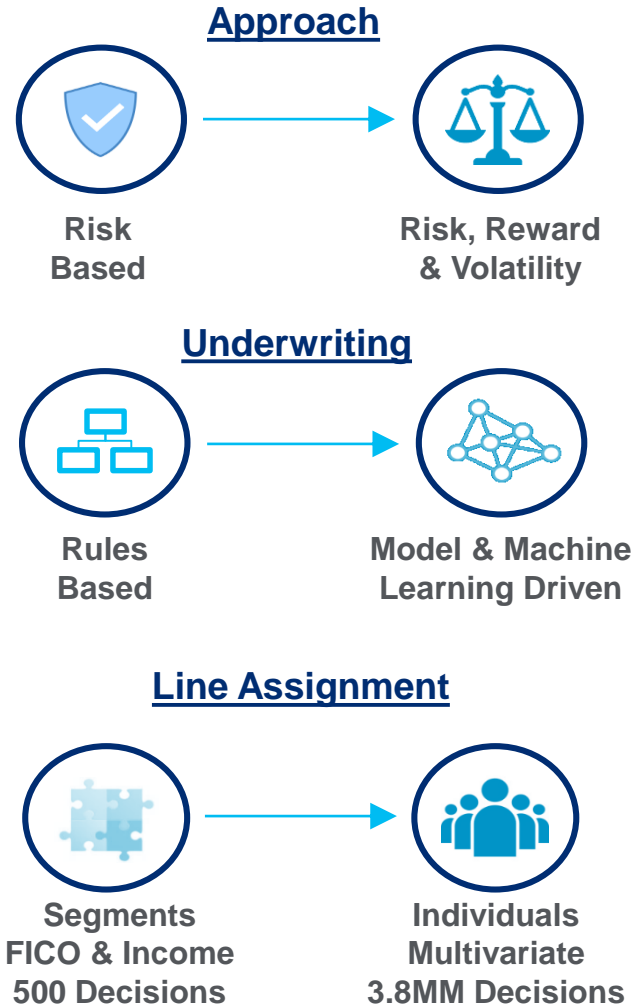 Approach
Risk
Based
Risk, Reward
& Volatility
Underwriting
Rules
Based
Model & Machine
Learning Driven
Line Assignment
Segments
FICO & Income
500 Decisions
Individuals
Multivariate
3.8MM Decisions